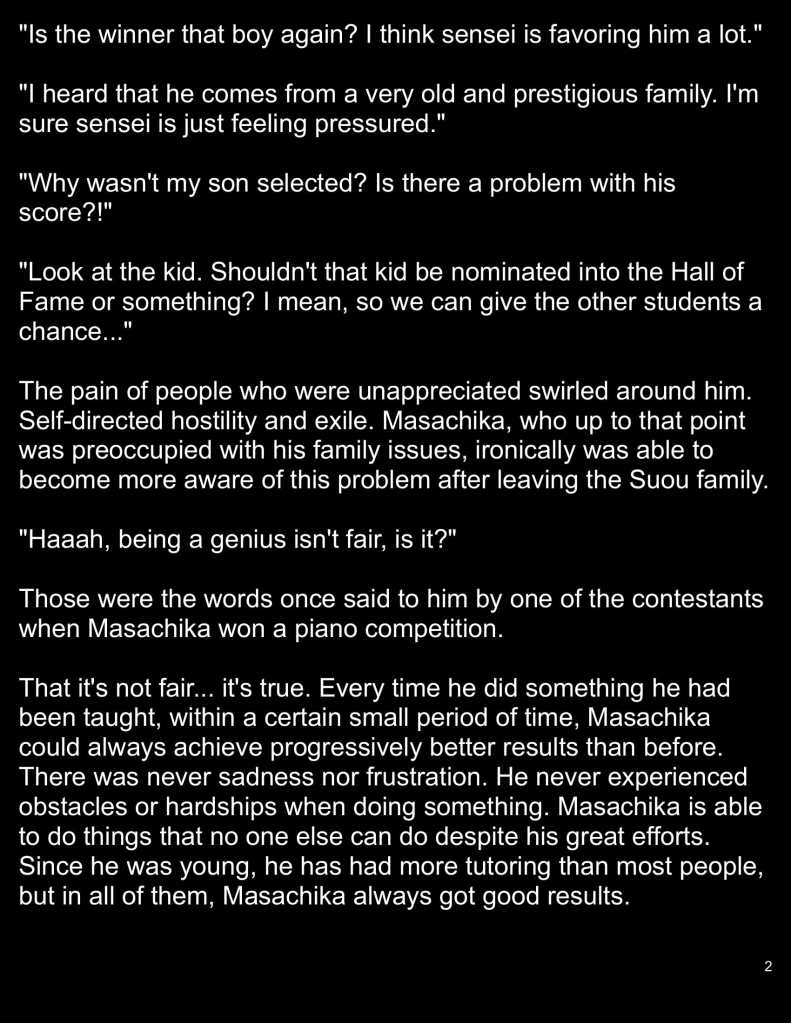 "Is the winner that boy again? I think sensei is favoring him a lot."
"I heard that he comes from a very old and prestigious family. I'm
sure sensei is just feeling pressured."
"Why wasn't my son selected? Is there a problem with his
score?!"
"Look at the kid. Shouldn't that kid be nominated into the Hall of
Fame or something? I mean, so we can give the other students a
chance..."
The pain of people who were unappreciated swirled around him.
Self-directed hostility and exile. Masachika, who up to that point
was preoccupied with his family issues, ironically was able to
become more aware of this problem after leaving the Suou family.
"Haaah, being a genius isn't fair, is it?"
Those were the words once said to him by one of the contestants
when Masachika won a piano competition.
That it's not fair... it's true. Every time he did something he had
been taught, within a certain small period of time, Masachika
could always achieve progressively better results than before.
There was never sadness nor frustration. He never experienced
obstacles or hardships when doing something. Masachika is able
to do things that no one else can do despite his great efforts.
Since he was young, he has had more tutoring than most people,
but in all of them, Masachika always got good results.
2